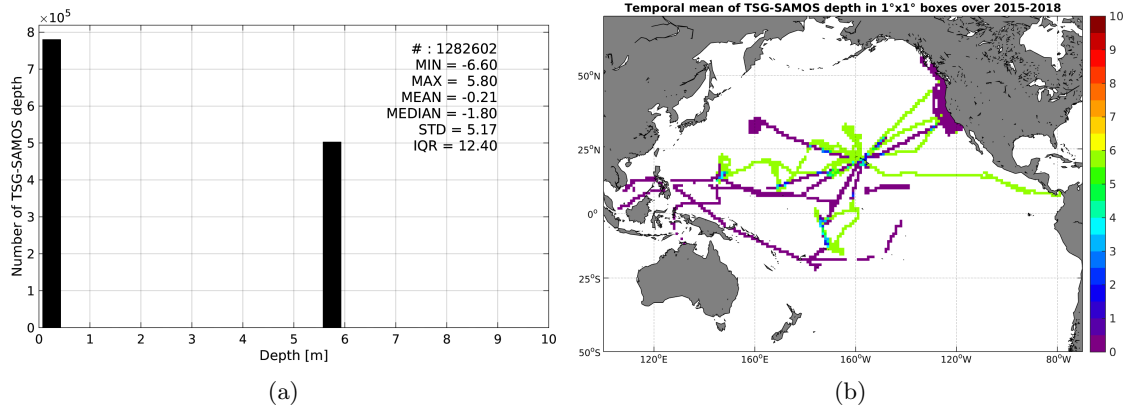 ×10⁵
8
7
6
5
4
3
2
1
0
Number of TSG-SAMOS depth
# : 1282602
MIN = -6.60
MAX = 5.80
MEAN = -0.21
MEDIAN = -1.80
STD = 5.17
IQR = 12.40
0 1 2 3 4 5 6 7 8 9 10
Depth [m]
(a)
Temporal mean of TSG-SAMOS depth in 1°x1° boxes over 2015-2018
50°N
25°N
0°
25°S
50°S
120°E 160°E 160°W 120°W 80°W
10
9
8
7
6
5
4
3
2
1
0
(b)